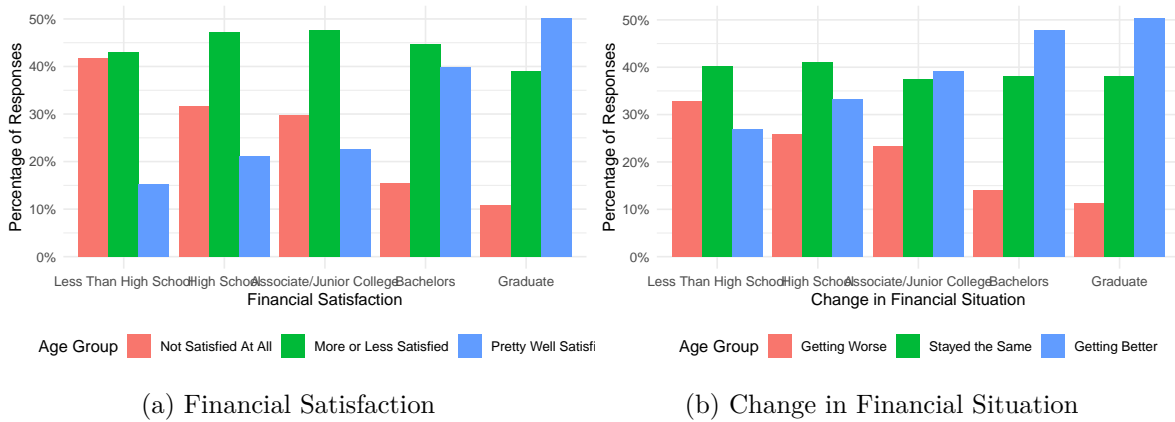 Percentage of Responses
50%
40%
30%
20%
10%
0%
Less Than High School High School Associate/Junior College Bachelors Graduate
Financial Satisfaction
Age Group Not Satisfied At All More or Less Satisfied Pretty Well Satisfi
(a) Financial Satisfaction
Percentage of Responses
50%
40%
30%
20%
10%
0%
Less Than High School High School Associate/Junior College Bachelors Graduate
Change in Financial Situation
Age Group Getting Worse Stayed the Same Getting Better
(b) Change in Financial Situation